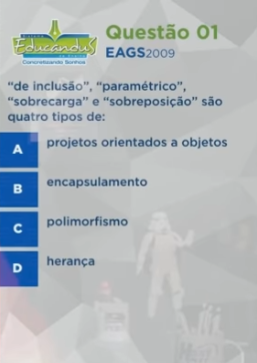 Educandus
Concretizando Sonhos
Questão 01
EAGS2009
“de inclusão”, “paramétrico”,
“sobrecarga” e “sobreposição” são
quatro tipos de:
A projetos orientados a objetos
B encapsulamento
C polimorfismo
D herança